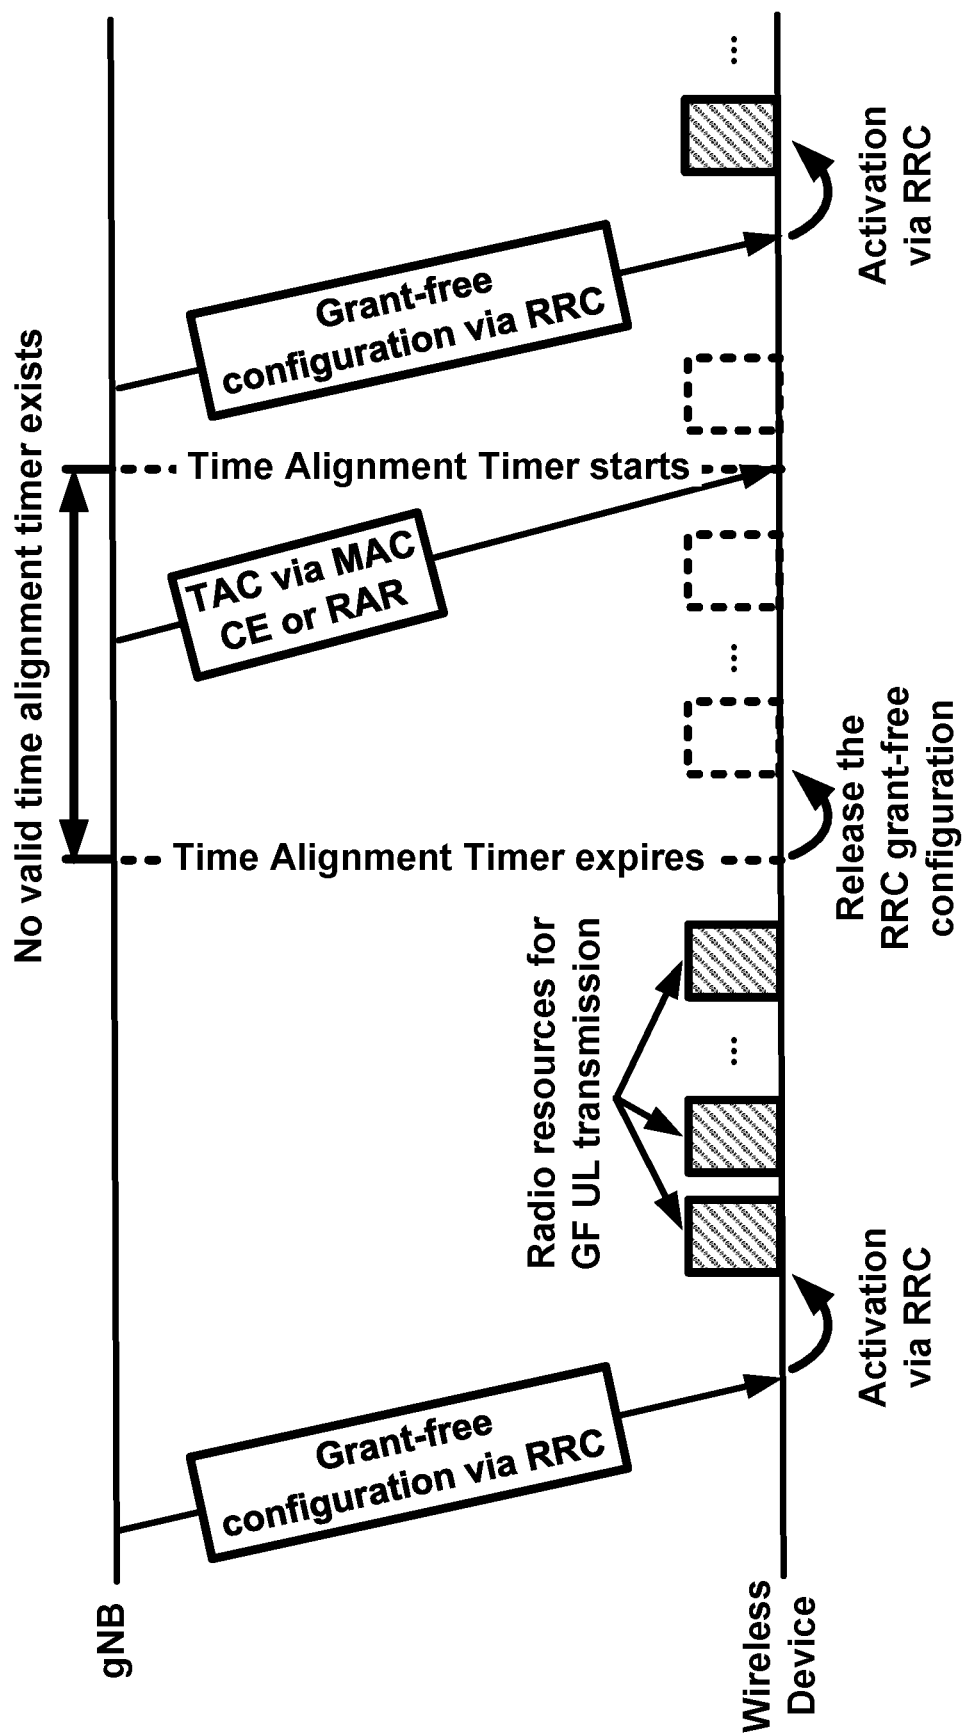 gNB
Wireless
Device
Grant-free
configuration via RRC
Activation
via RRC
Radio resources for
GF UL transmission
...
No valid time alignment timer exists
Time Alignment Timer expires
Release the
RRC grant-free
configuration
...
TAC via MAC
CE or RAR
Time Alignment Timer starts
Grant-free
configuration via RRC
Activation
via RRC
...